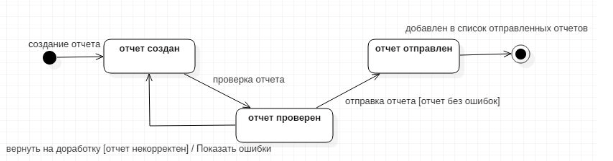 добавлен в список отправленных отчетов
создание отчета
отчет создан
отчет отправлен
проверка отчета
отправка отчета [отчет без ошибок]
отчет проверен
вернуть на доработку [отчет некорректен] / Показать ошибки